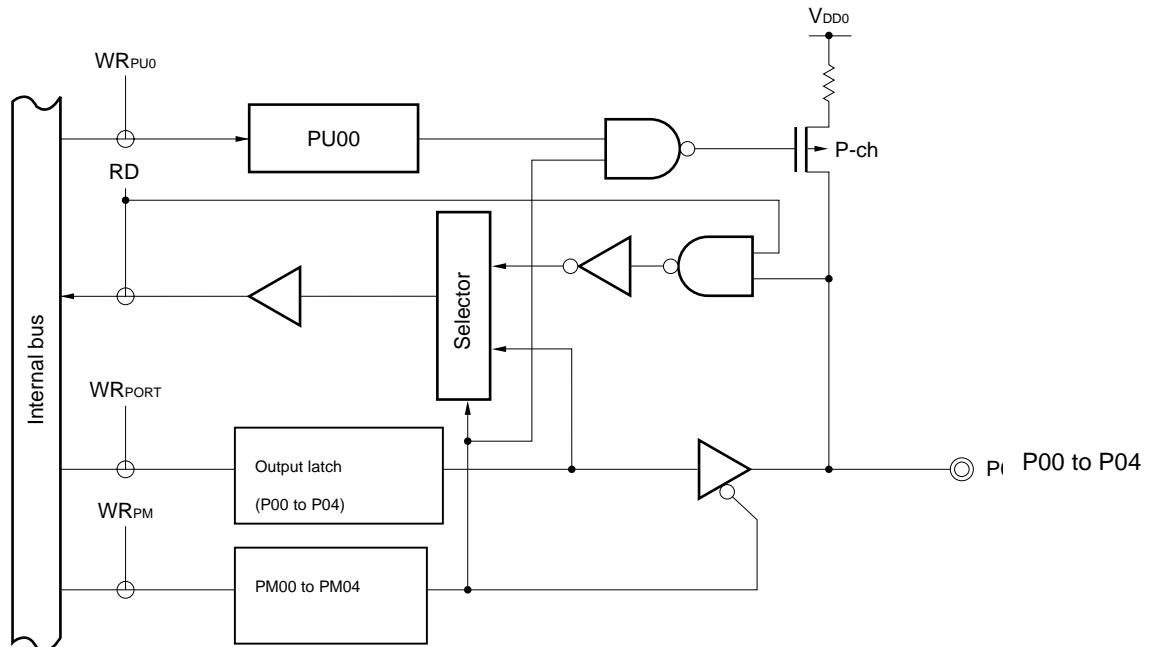 VDD0
WRPU0
PU00
P-ch
RD
Selector
Internal bus
WRPORT
Output latch
(P00 to P04)
P00 to P04
WRPM
PM00 to PM04